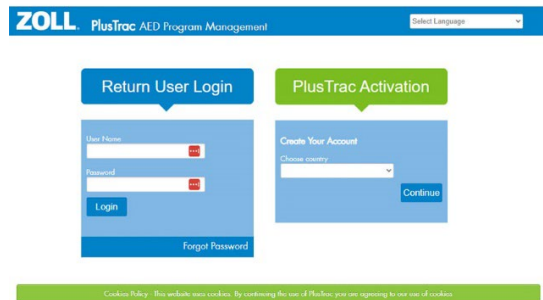 ZOLL. PlusTrac AED Program Management
Select Language
Return User Login
User Name
Password
Login
Forgot Password
PlusTrac Activation
Create Your Account
Choose country
Continue
Cookies Policy - This website uses cookies. By continuing the use of PlusTrac you are agreeing to our use of cookies